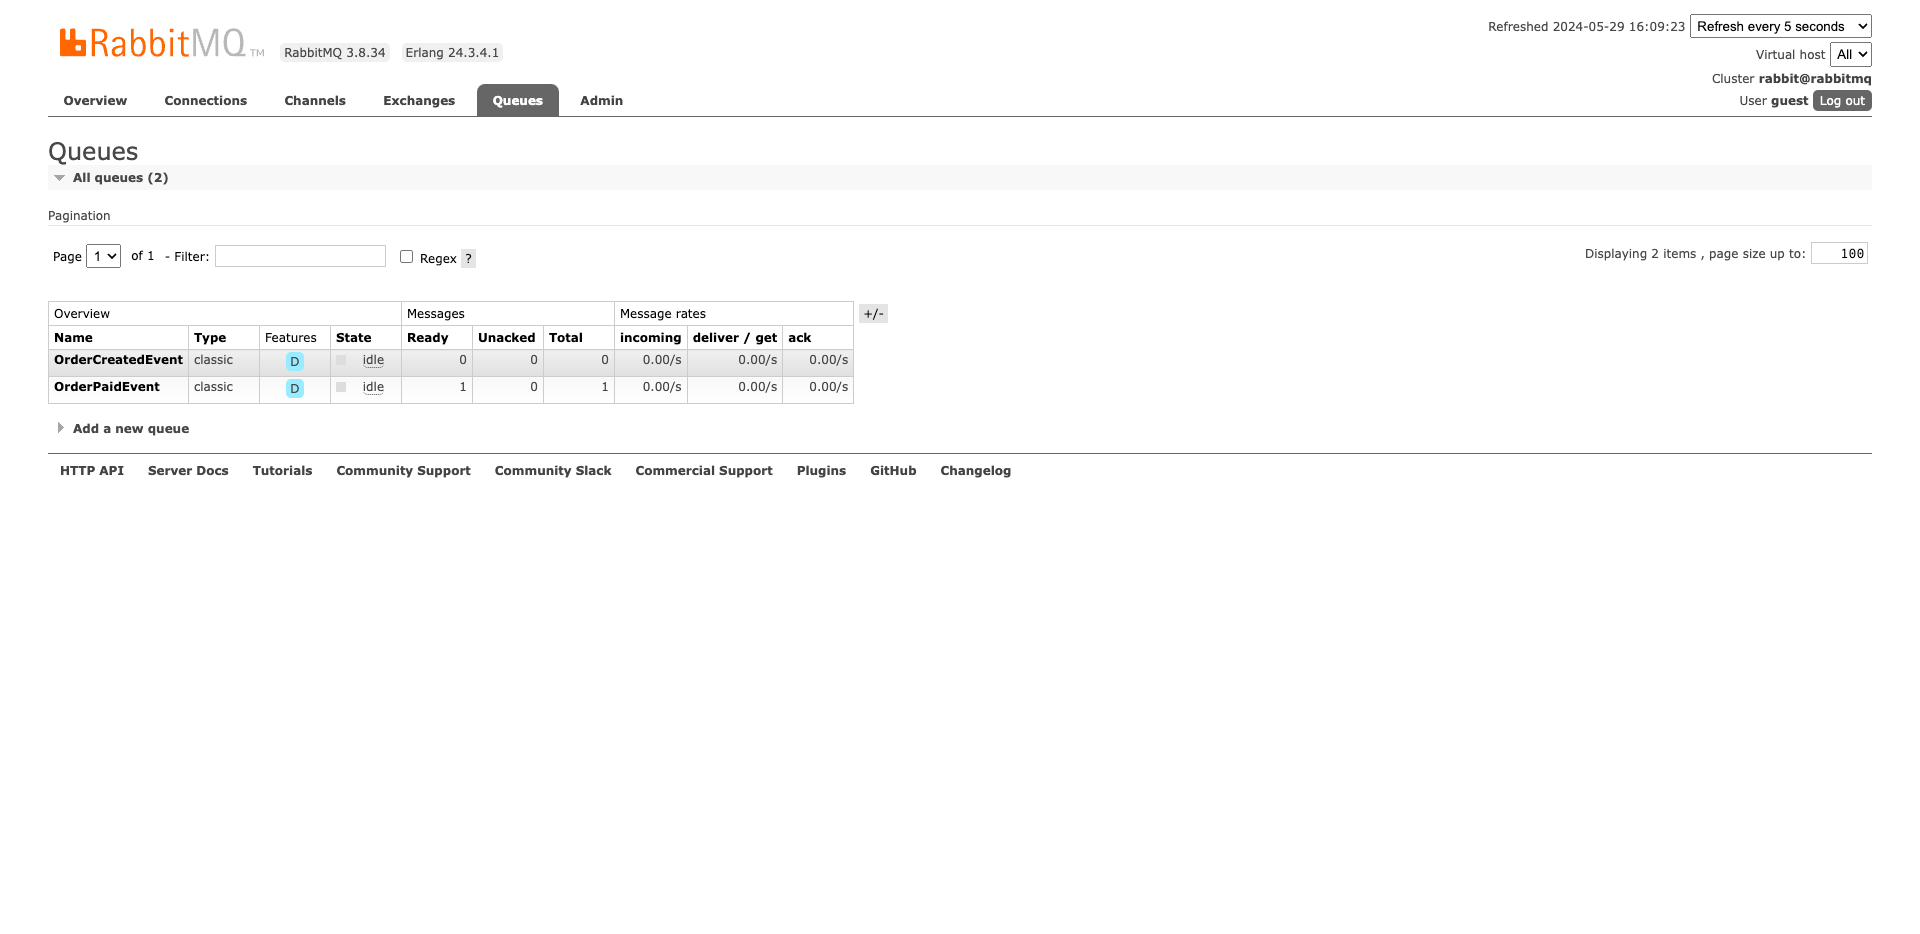 RabbitMQ TM RabbitMQ 3.8.34 Erlang 24.3.4.1
Refreshed 2024-05-29 16:09:23 Refresh every 5 seconds
Virtual host All
Cluster rabbit@rabbitmq
User guest Log out
Overview Connections Channels Exchanges Queues Admin
Queues
All queues (2)
Pagination
Page 1 of 1 - Filter: Regex ? Displaying 2 items , page size up to: 100
Overview Messages Message rates +/-
Name Type Features State Ready Unacked Total incoming deliver / get ack
OrderCreatedEvent classic D idle 0 0 0 0.00/s 0.00/s 0.00/s
OrderPaidEvent classic D idle 1 0 1 0.00/s 0.00/s 0.00/s
Add a new queue
HTTP API Server Docs Tutorials Community Support Community Slack Commercial Support Plugins GitHub Changelog